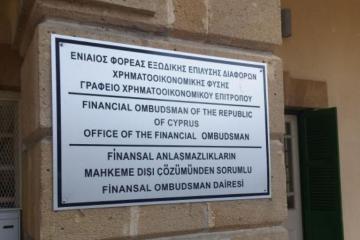 ΕΝΙΑΙΟΣ ΦΟΡΕΑΣ ΕΞΩΔΙΚΗΣ ΕΠΙΛΥΣΗΣ ΔΙΑΦΟΡΩΝ
ΧΡΗΜΑΤΟΟΙΚΟΝΟΜΙΚΗΣ ΦΥΣΗΣ
ΓΡΑΦΕΙΟ ΧΡΗΜΑΤΟΟΙΚΟΝΟΜΙΚΟΥ ΕΠΙΤΡΟΠΟΥ
FINANCIAL OMBUDSMAN OF THE REPUBLIC
OF CYPRUS
OFFICE OF THE FINANCIAL OMBUDSMAN
FİNANSAL ANLAŞMAZLIKLARIN
MAHKEME DIŞI ÇÖZÜMÜNDEN SORUMLU
FİNANSAL OMBUDSMAN DAİRESİ